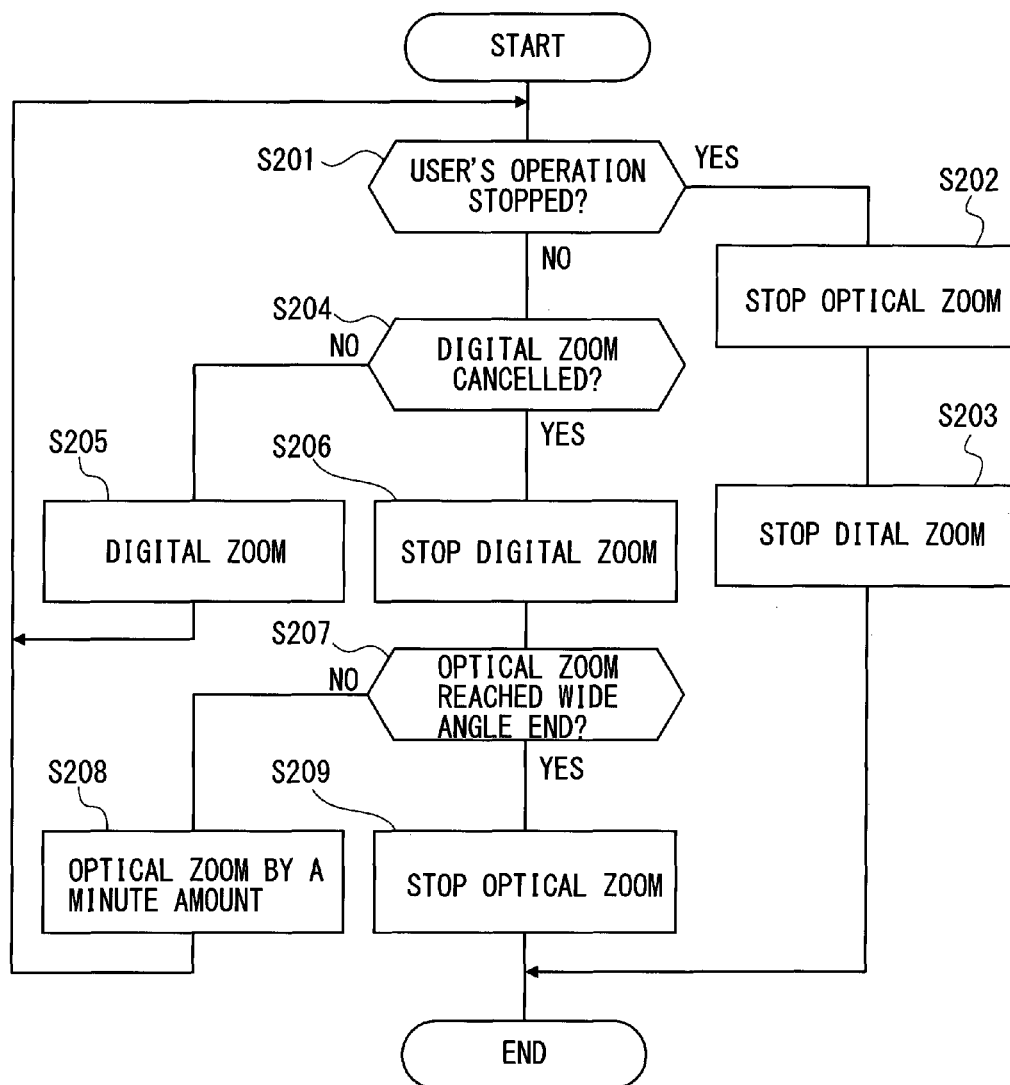 START
S201
USER'S OPERATION
STOPPED?
YES
NO
S202
STOP OPTICAL ZOOM
S204
NO
DIGITAL ZOOM
CANCELLED?
YES
S203
STOP DITAL ZOOM
S205
DIGITAL ZOOM
S206
STOP DIGITAL ZOOM
S207
NO
OPTICAL ZOOM
REACHED WIDE
ANGLE END?
YES
S208
OPTICAL ZOOM BY A
MINUTE AMOUNT
S209
STOP OPTICAL ZOOM
END